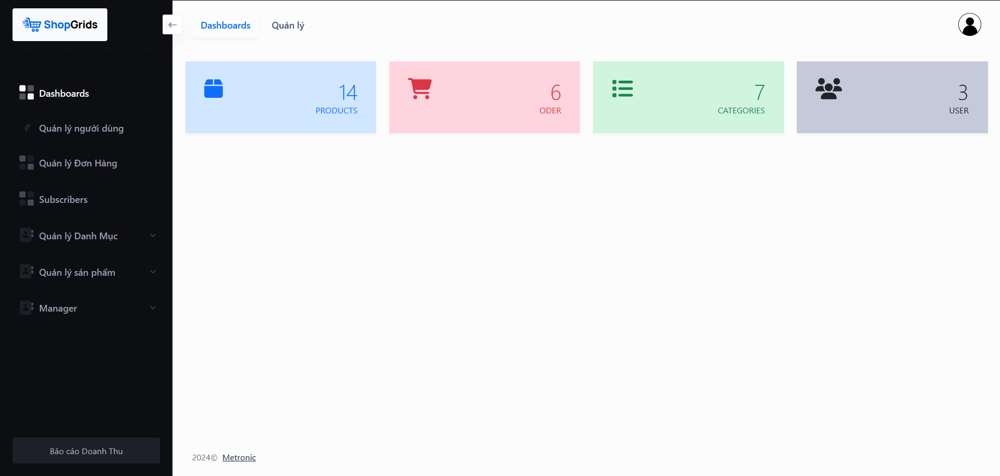 ShopGrids
Dashboards
Quản lý người dùng
Quản lý Đơn Hàng
Subscribers
Quản lý Danh Mục
Quản lý sản phẩm
Manager
Báo cáo Doanh Thu
Dashboards
Quản lý
14
PRODUCTS
6
ODER
7
CATEGORIES
3
USER
2024© Metronic